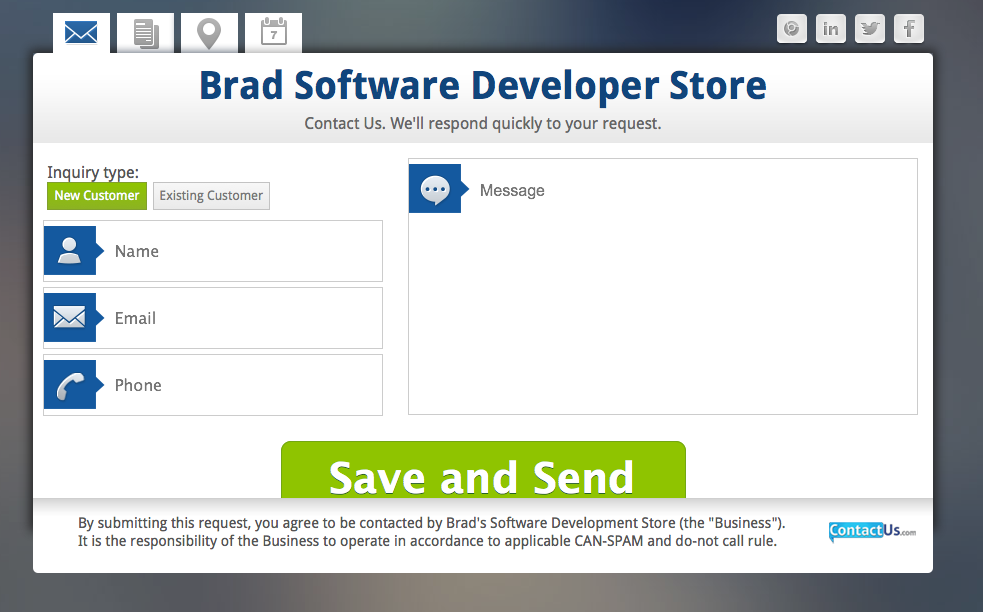 7
in
Brad Software Developer Store
Contact Us. We'll respond quickly to your request.
Inquiry type:
New Customer
Existing Customer
Name
Email
Phone
Message
Save and Send
By submitting this request, you agree to be contacted by Brad's Software Development Store (the "Business").
It is the responsibility of the Business to operate in accordance to applicable CAN-SPAM and do-not call rule.
ContactUs.com